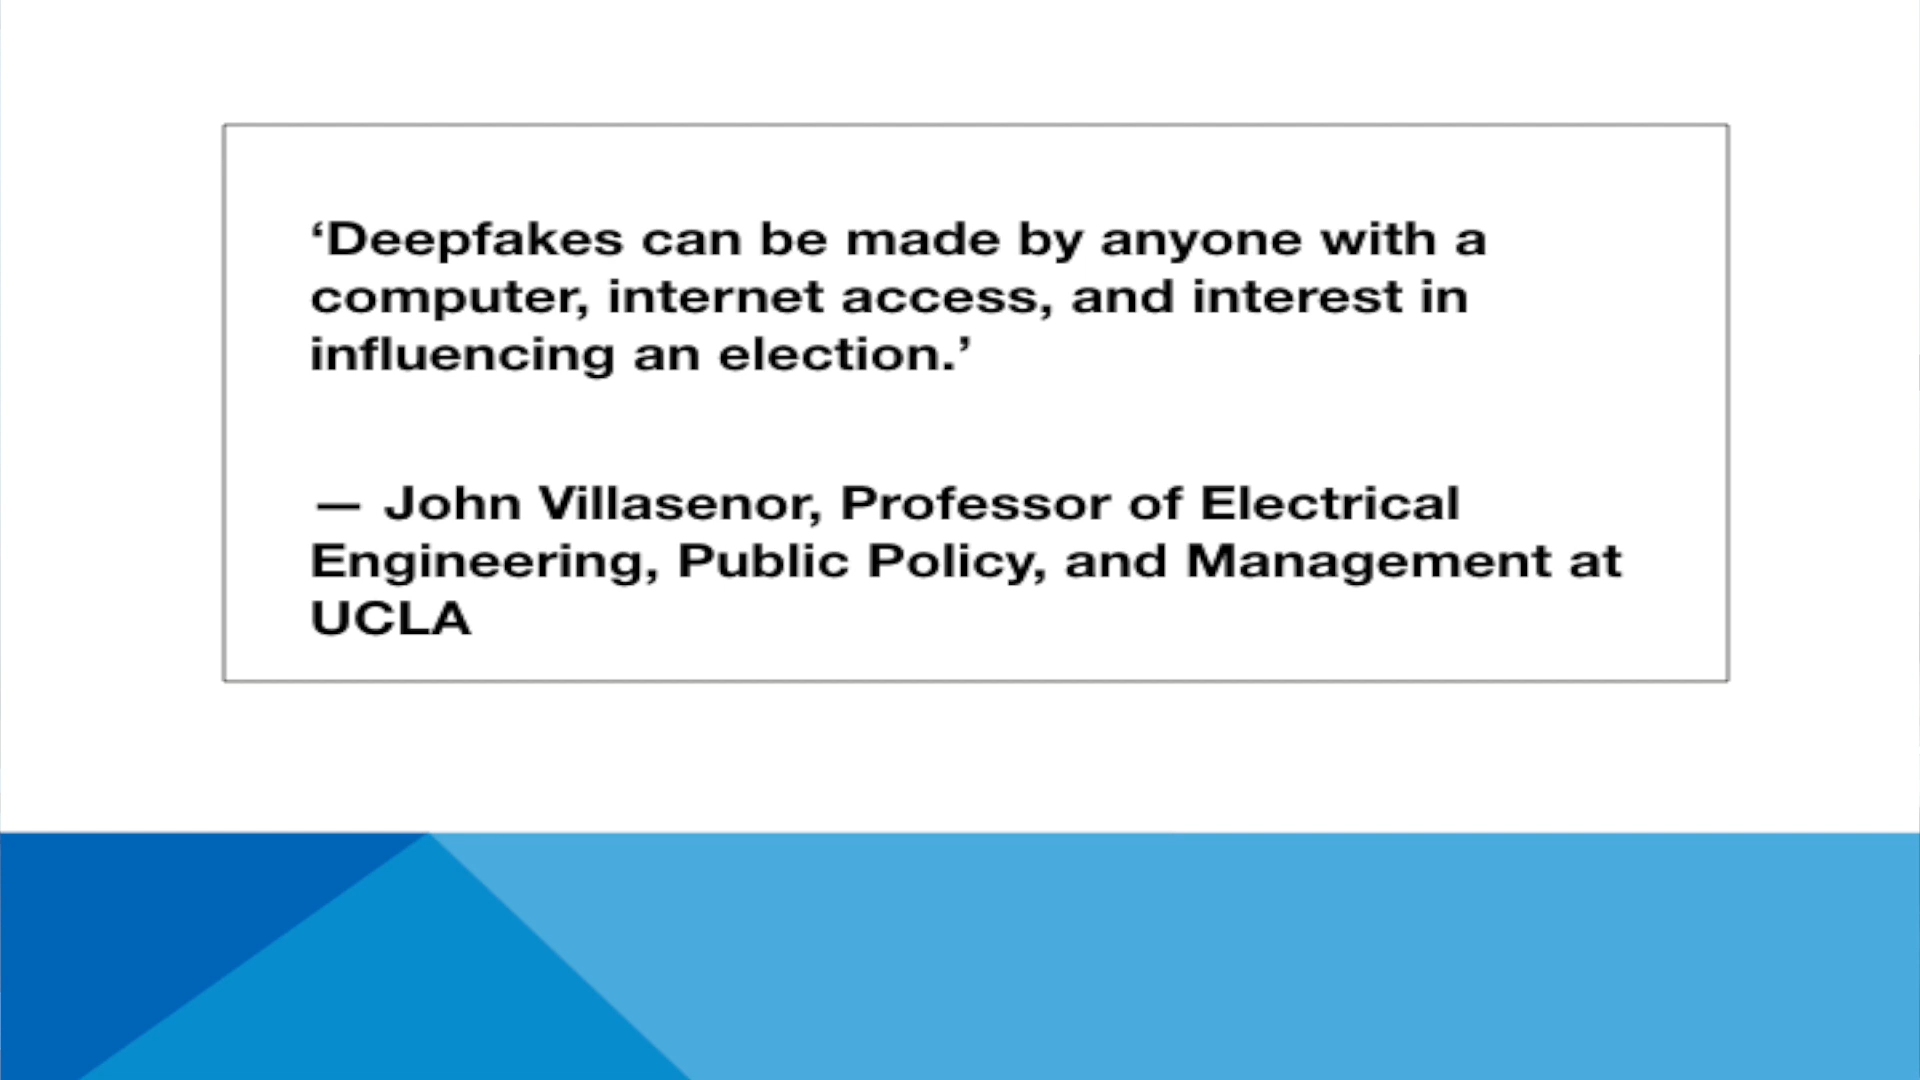 ‘Deepfakes can be made by anyone with a
computer, internet access, and interest in
influencing an election.’
— John Villasenor, Professor of Electrical
Engineering, Public Policy, and Management at
UCLA